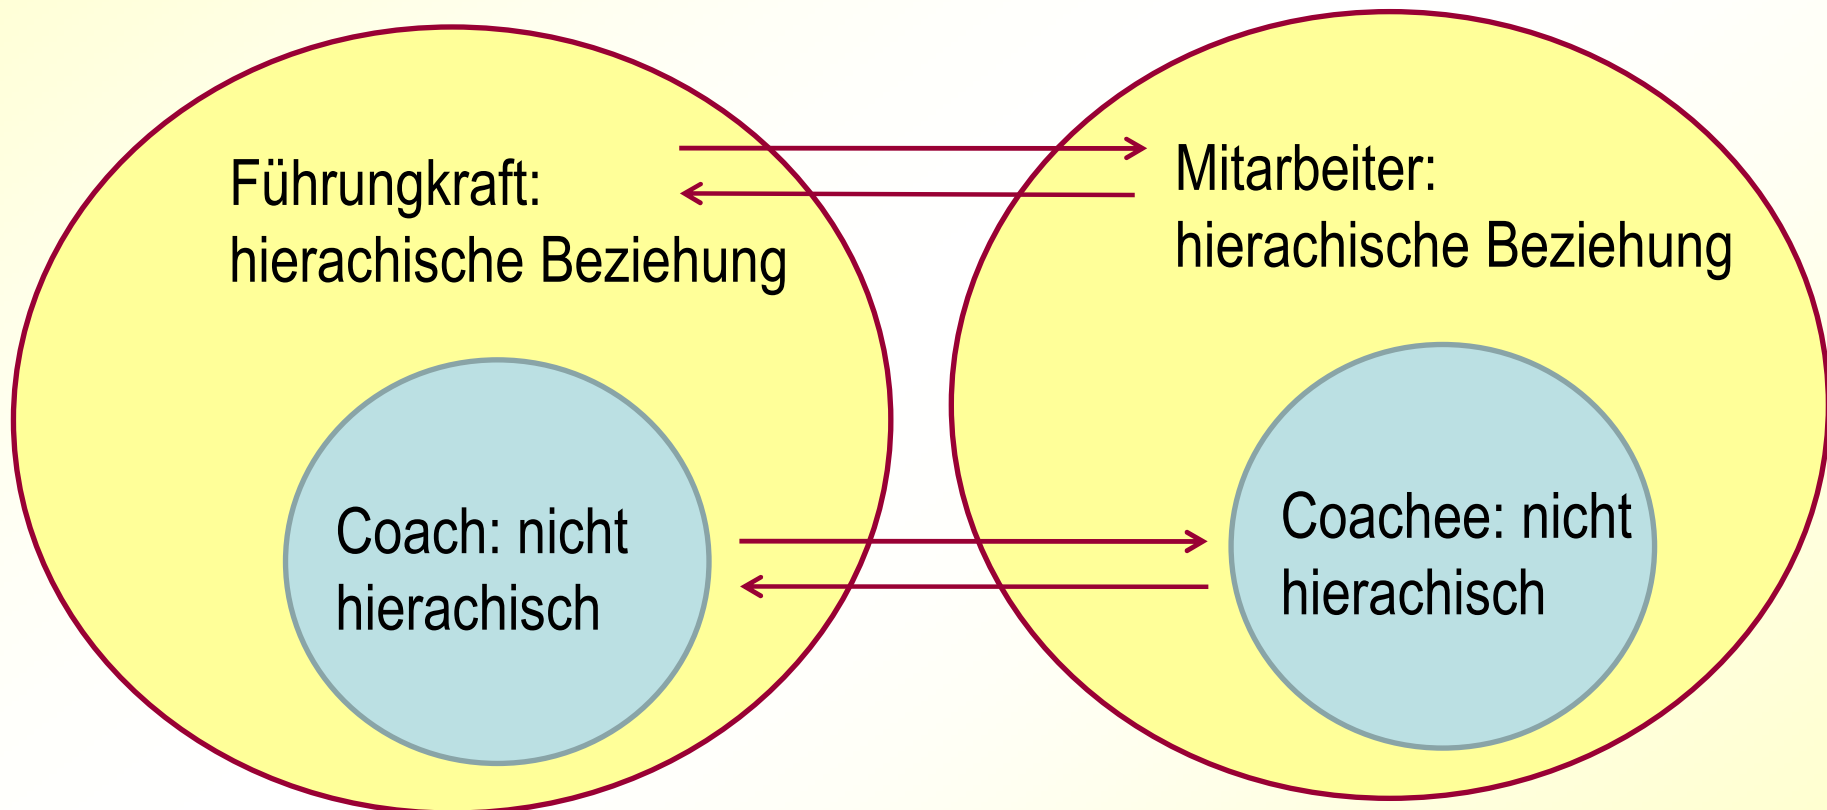 Führungkraft:
hierachische Beziehung
Mitarbeiter:
hierachische Beziehung
Coach: nicht
hierachisch
Coachee: nicht
hierachisch